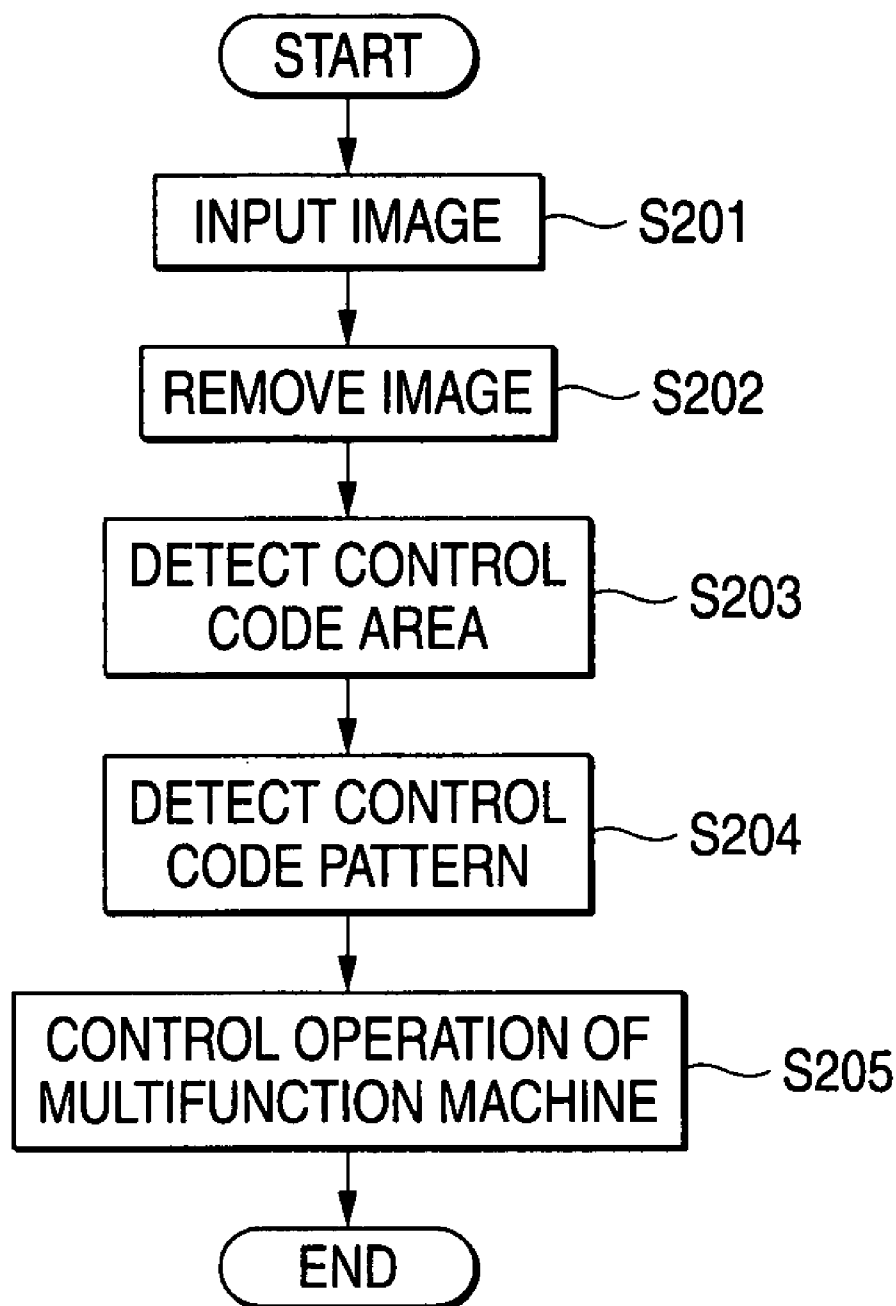 START
INPUT IMAGE
S201
REMOVE IMAGE
S202
DETECT CONTROL
CODE AREA
S203
DETECT CONTROL
CODE PATTERN
S204
CONTROL OPERATION OF
MULTIFUNCTION MACHINE
S205
END